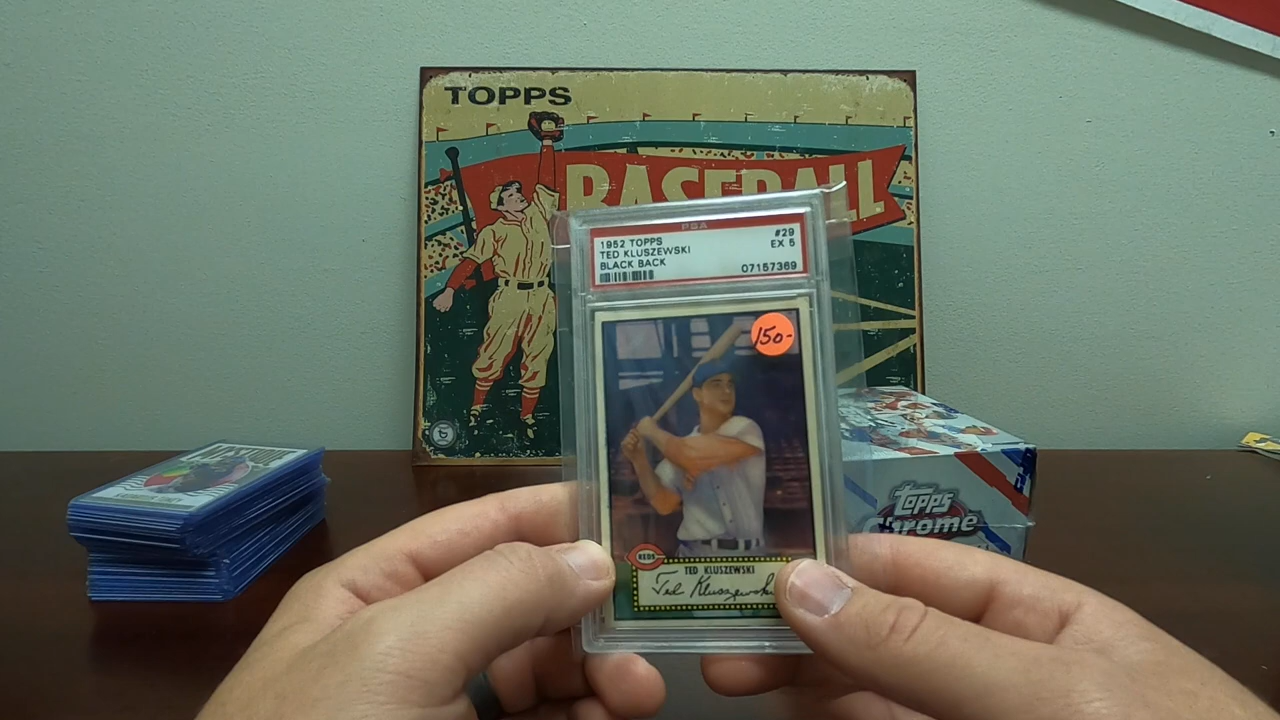 TOPPS
BASEBALL
PSA
1952 TOPPS #29
TED KLUSZEWSKI EX 5
BLACK BACK
07157369
150-
REDS
TED KLUSZEWSKI
Ted Kluszewski
topps
Chrome